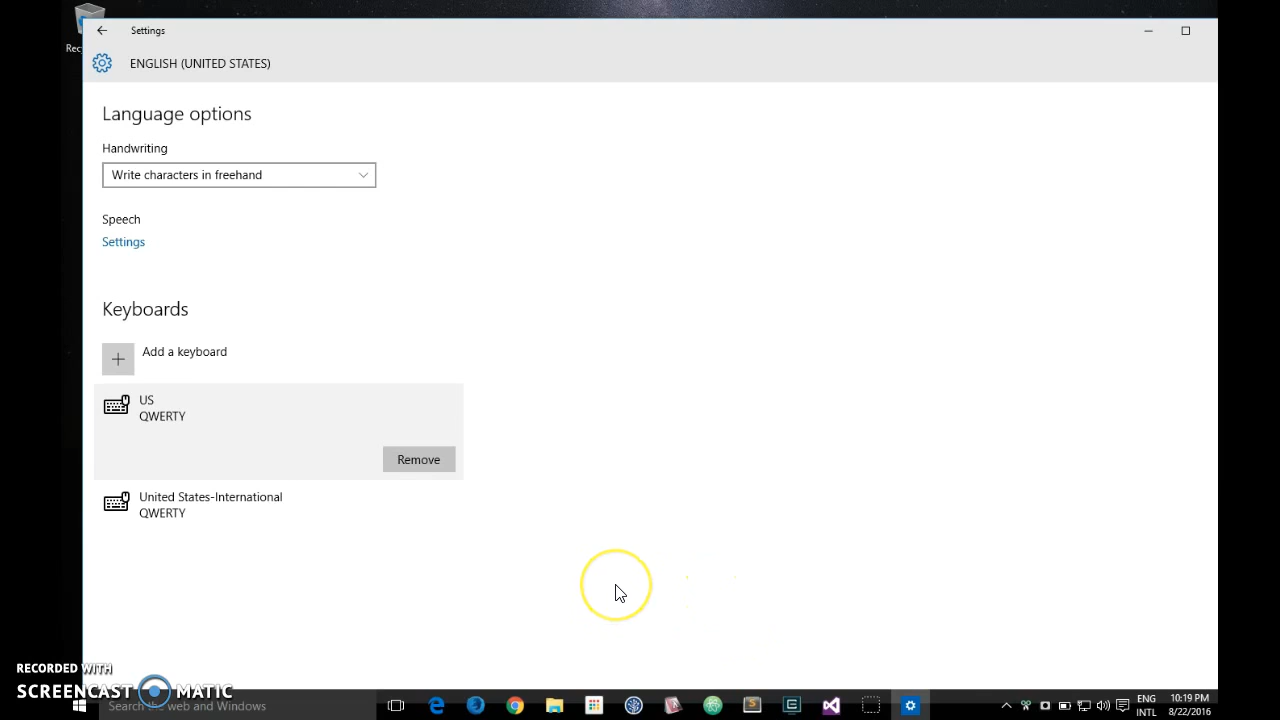 Recy
Settings
ENGLISH (UNITED STATES)
Language options
Handwriting
Write characters in freehand
Speech
Settings
Keyboards
Add a keyboard
US
QWERTY
Remove
United States-International
QWERTY
RECORDED WITH
SCREENCAST MATIC
Search the web and Windows
ENG
INTL
10:19 PM
8/22/2016